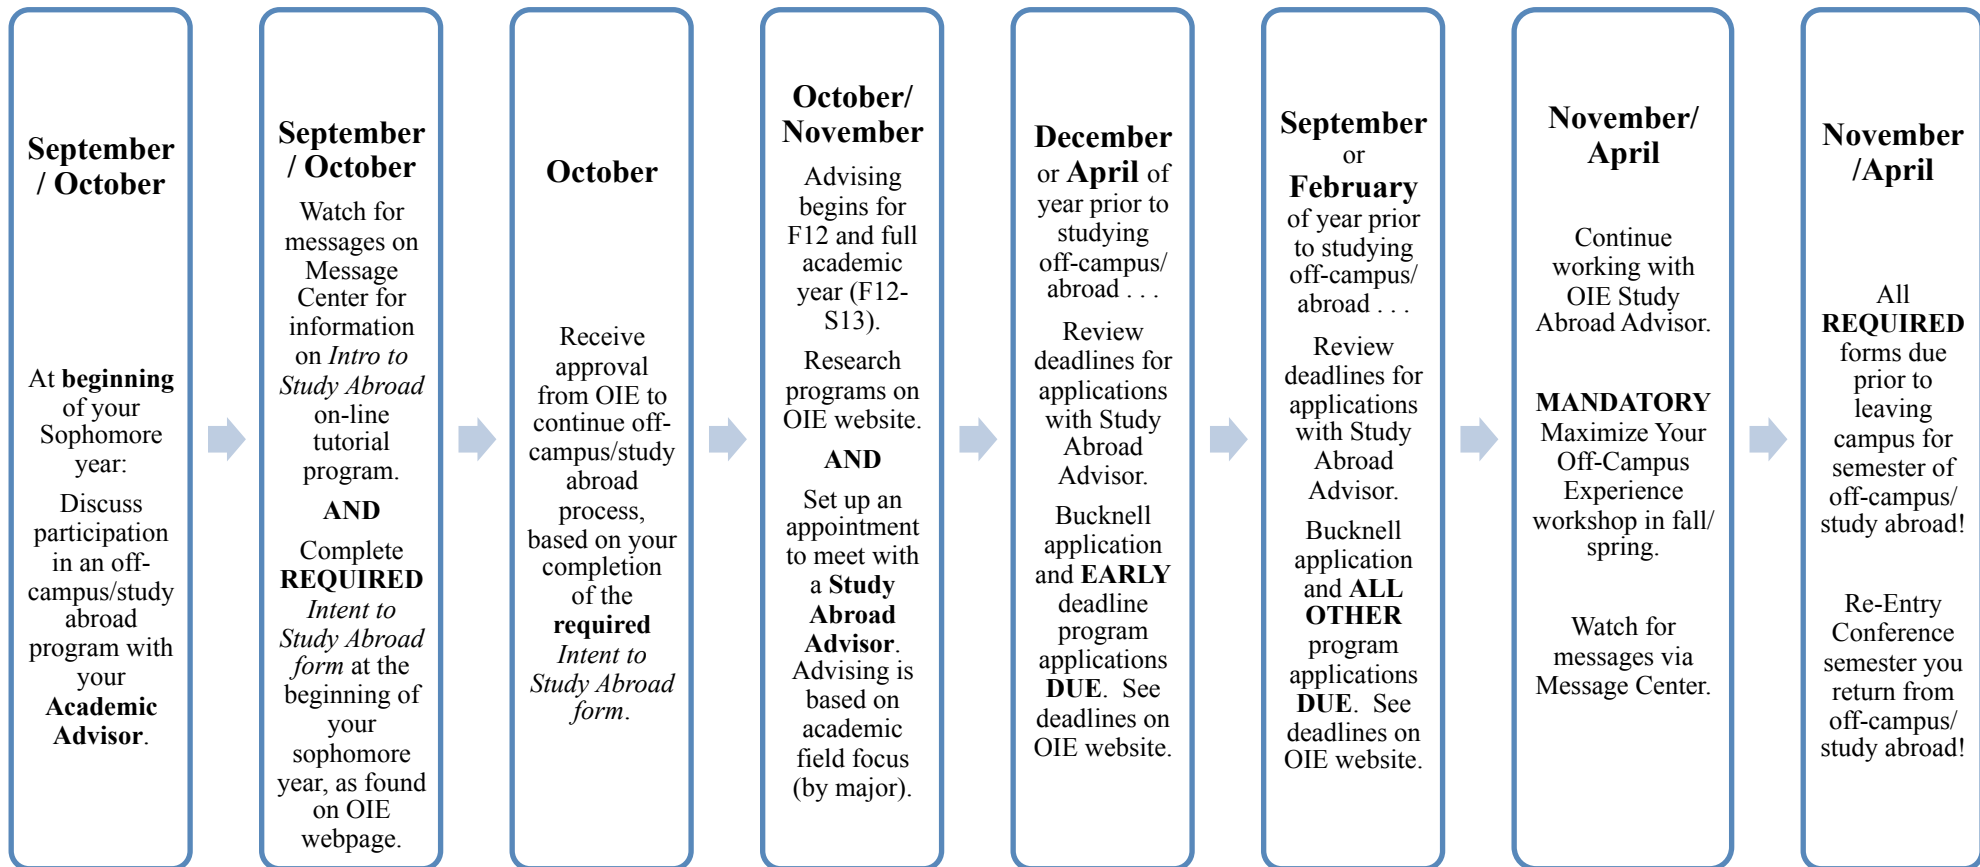 September
/ October
At beginning
of your
Sophomore
year:
Discuss
participation
in an off-
campus/study
abroad
program with
your
Academic
Advisor.
September
/ October
Watch for
messages on
Message
Center for
information
on Intro to
Study Abroad
on-line
tutorial
program.
AND
Complete
REQUIRED
Intent to
Study Abroad
form at the
beginning of
your
sophomore
year, as found
on OIE
webpage.
October
Receive
approval
from OIE to
continue off-
campus/study
abroad
process,
based on your
completion
of the
required
Intent to
Study Abroad
form.
October/
November
Advising
begins for
F12 and full
academic
year (F12-
S13).
Research
programs on
OIE website.
AND
Set up an
appointment
to meet with
a Study
Abroad
Advisor.
Advising is
based on
academic
field focus
(by major).
December
or April of
year prior to
studying
off-campus/
abroad . . .
Review
deadlines for
applications
with Study
Abroad
Advisor.
Bucknell
application
and EARLY
deadline
program
applications
DUE. See
deadlines on
OIE website.
September
or
February
of year prior
to studying
off-campus/
abroad . . .
Review
deadlines for
applications
with Study
Abroad
Advisor.
Bucknell
application
and ALL
OTHER
program
applications
DUE. See
deadlines on
OIE website.
November/
April
Continue
working with
OIE Study
Abroad Advisor.
MANDATORY
Maximize Your
Off-Campus
Experience
workshop in fall/
spring.
Watch for
messages via
Message Center.
November
/April
All
REQUIRED
forms due
prior to
leaving
campus for
semester of
off-campus/
study abroad!
Re-Entry
Conference
semester you
return from
off-campus/
study abroad!